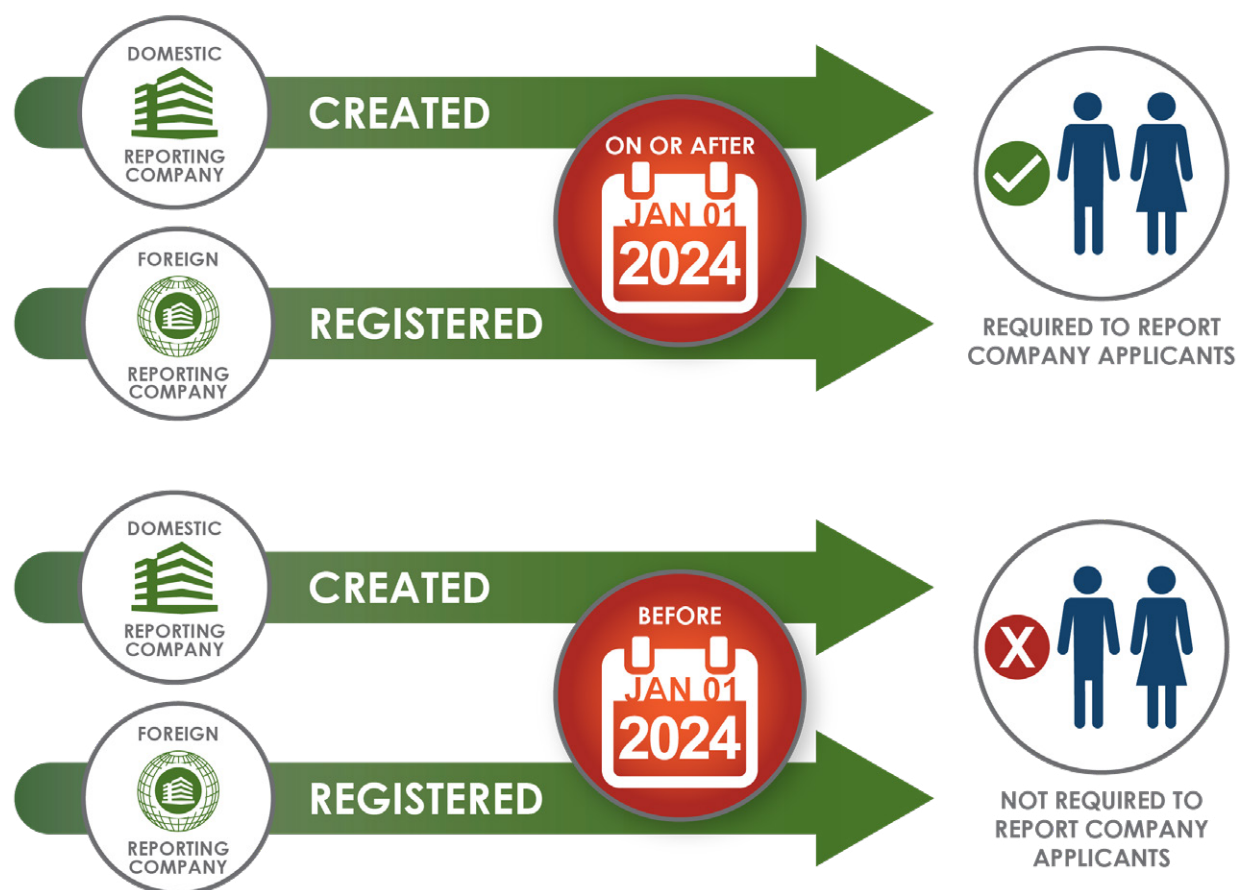 DOMESTIC
REPORTING
COMPANY
CREATED
ON OR AFTER
JAN 01
2024
FOREIGN
REPORTING
COMPANY
REGISTERED
REQUIRED TO REPORT
COMPANY APPLICANTS
DOMESTIC
REPORTING
COMPANY
CREATED
BEFORE
JAN 01
2024
FOREIGN
REPORTING
COMPANY
REGISTERED
X
NOT REQUIRED TO
REPORT COMPANY
APPLICANTS